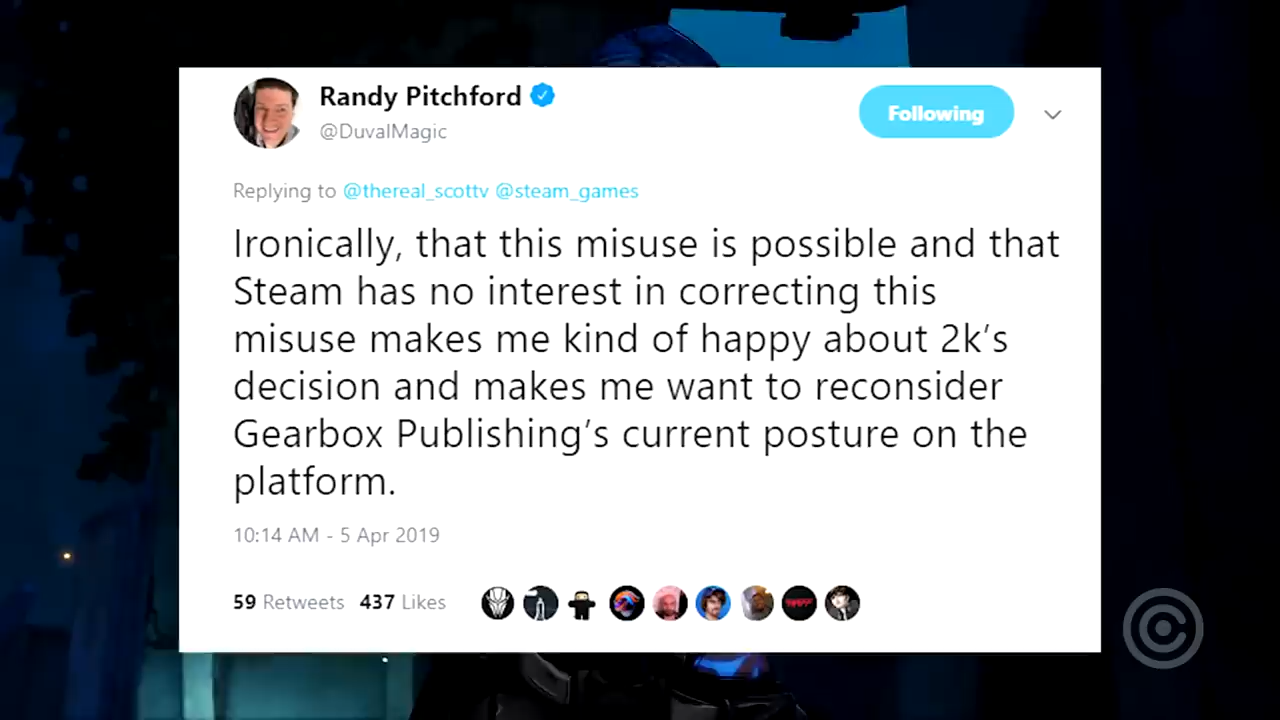 Randy Pitchford
@DuvalMagic
Following
Replying to @thereal_scottv @steam_games
Ironically, that this misuse is possible and that
Steam has no interest in correcting this
misuse makes me kind of happy about 2k's
decision and makes me want to reconsider
Gearbox Publishing's current posture on the
platform.
10:14 AM - 5 Apr 2019
59 Retweets 437 Likes